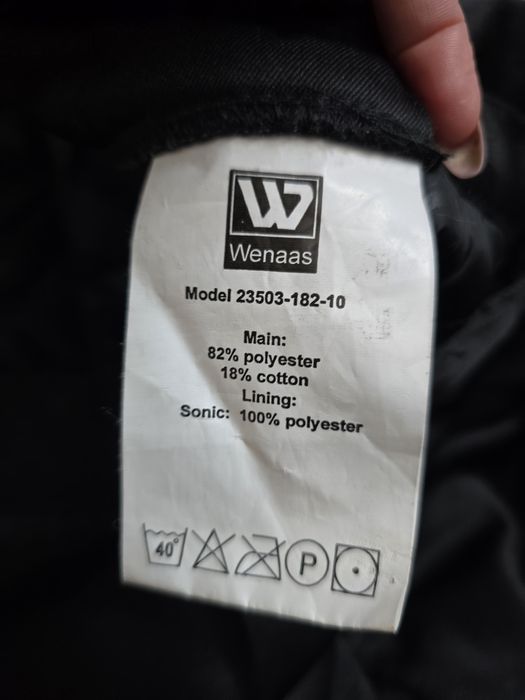 W
Wenaas
Model 23503-182-10
Main:
82% polyester
18% cotton
Lining:
Sonic: 100% polyester
40°
P